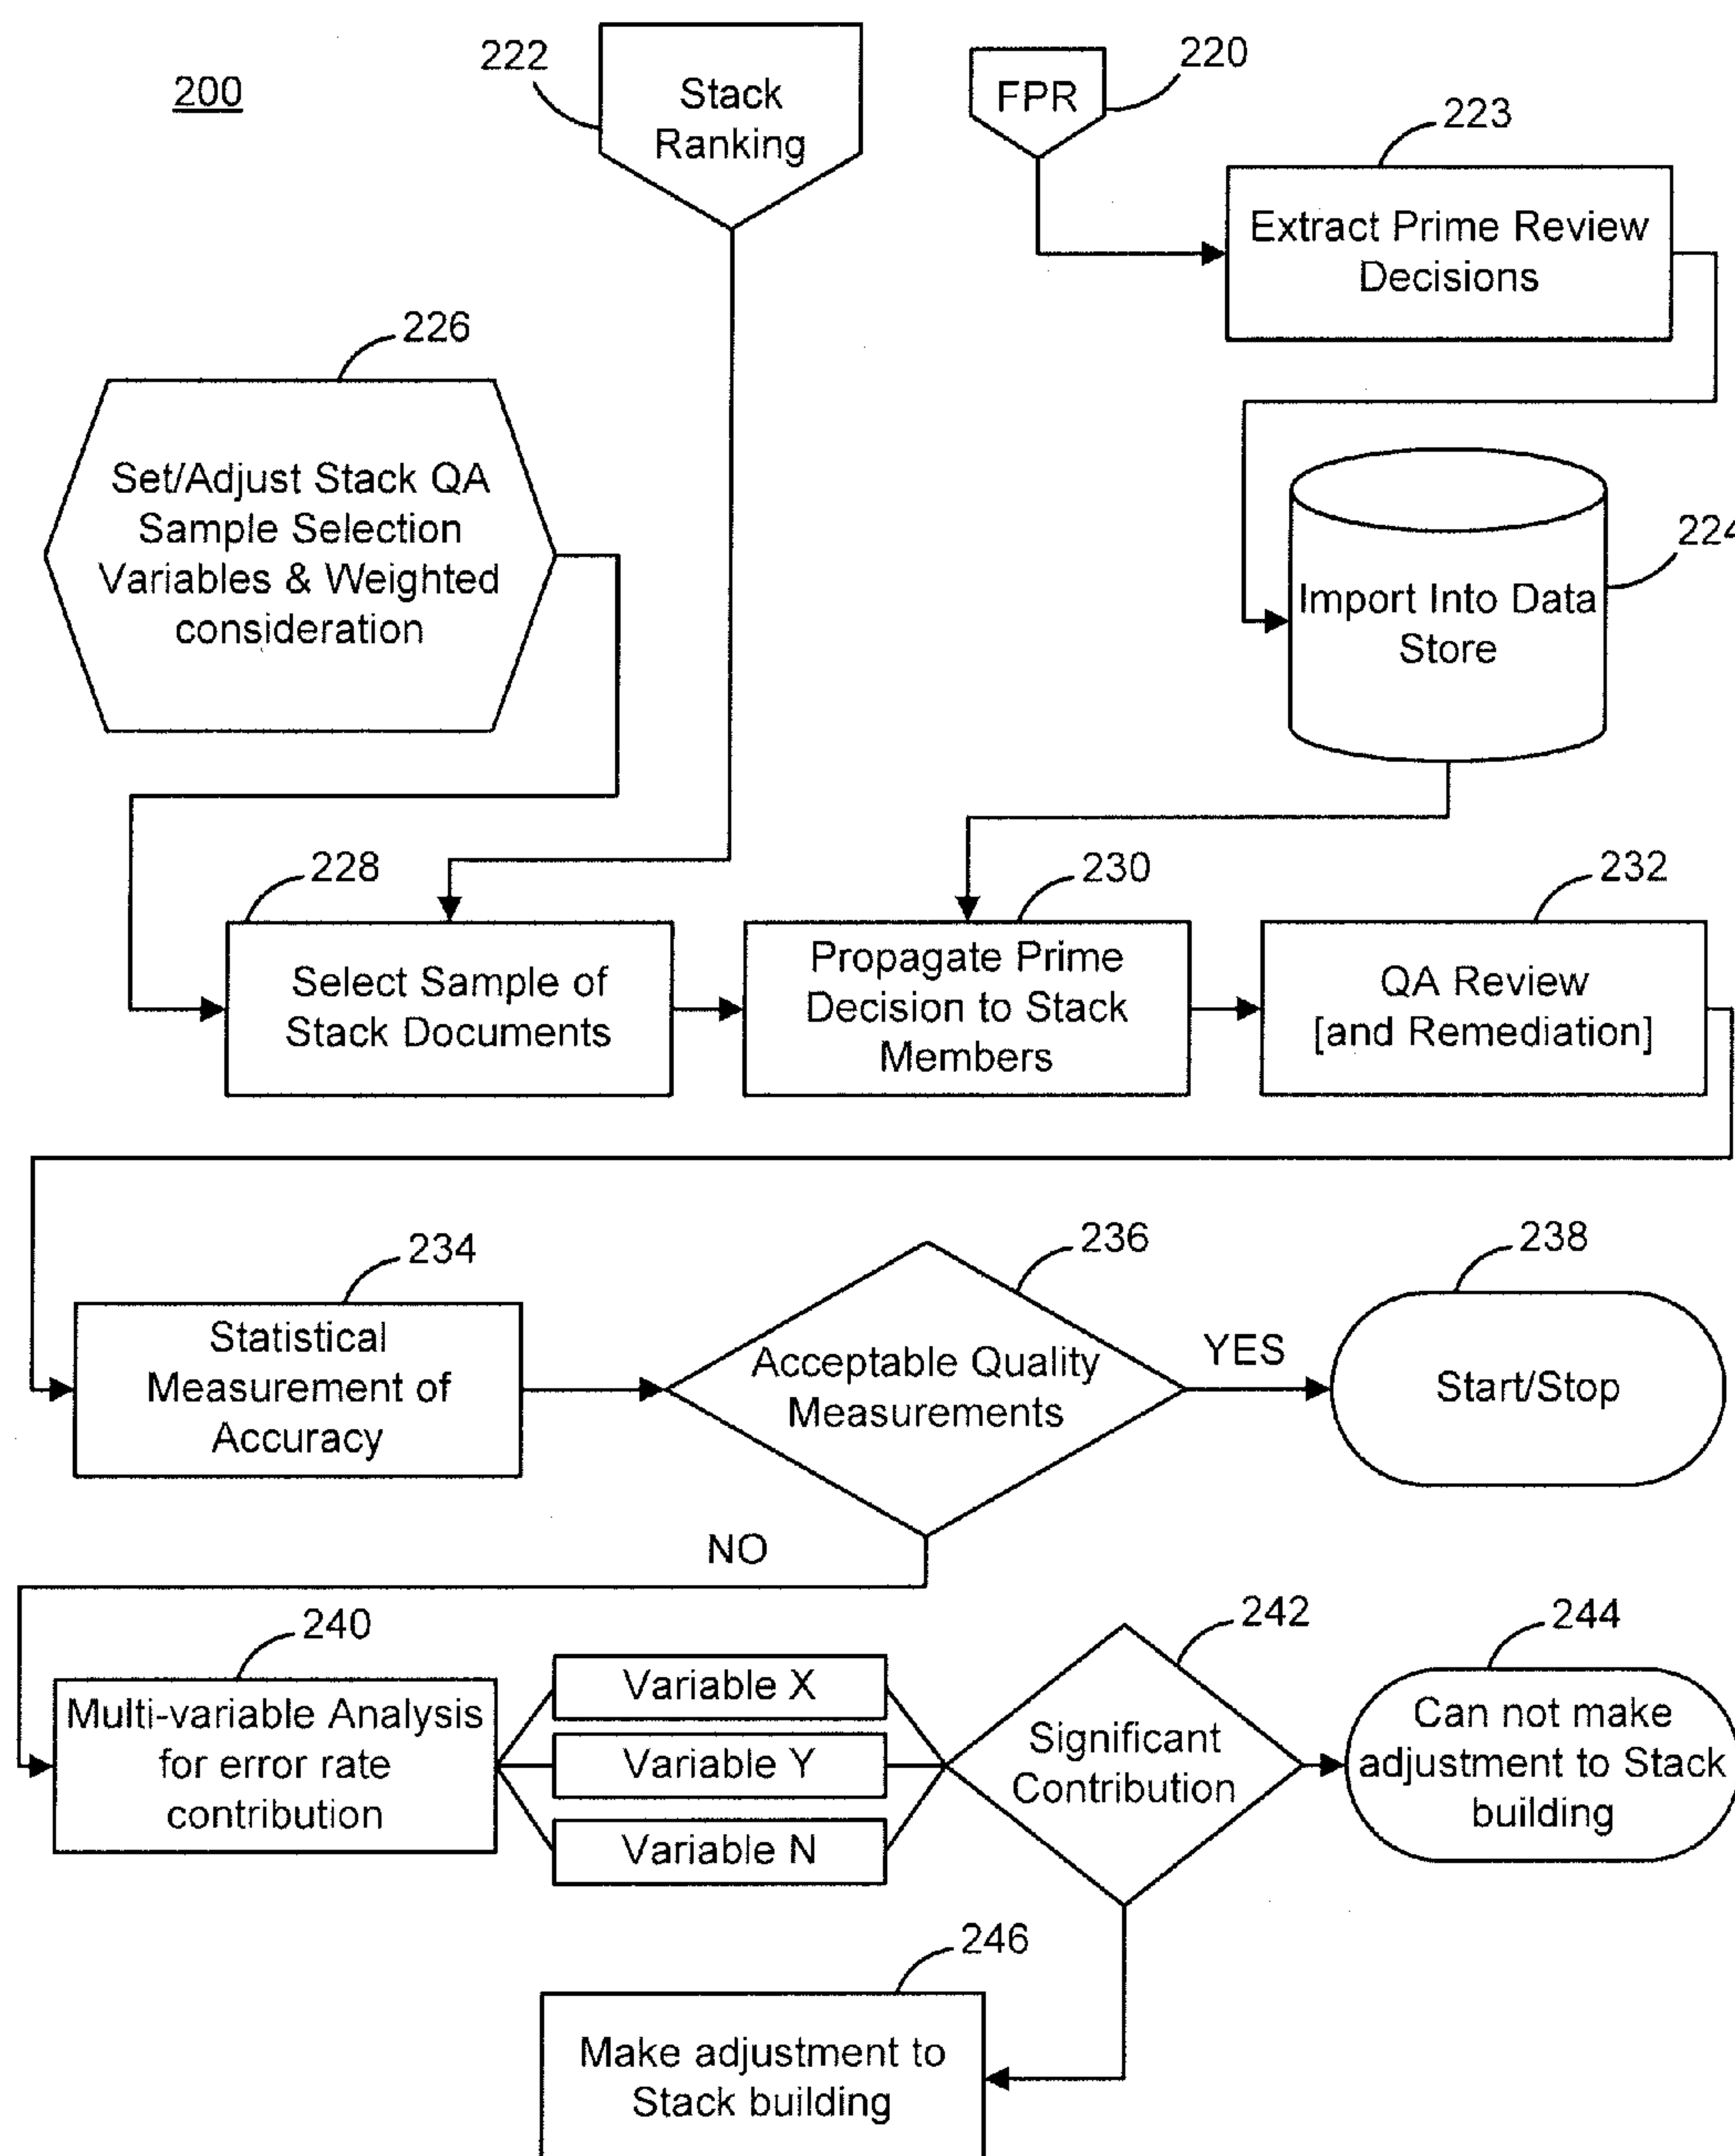 200
222
Stack
Ranking
FPR
220
223
Extract Prime Review
Decisions
226
Set/Adjust Stack QA
Sample Selection
Variables & Weighted
consideration
224
Import Into Data
Store
228
Select Sample of
Stack Documents
230
Propagate Prime
Decision to Stack
Members
232
QA Review
[and Remediation]
234
Statistical
Measurement of
Accuracy
236
Acceptable Quality
Measurements
YES
238
Start/Stop
NO
240
Multi-variable Analysis
for error rate
contribution
Variable X
Variable Y
Variable N
242
Significant
Contribution
244
Can not make
adjustment to Stack
building
246
Make adjustment to
Stack building